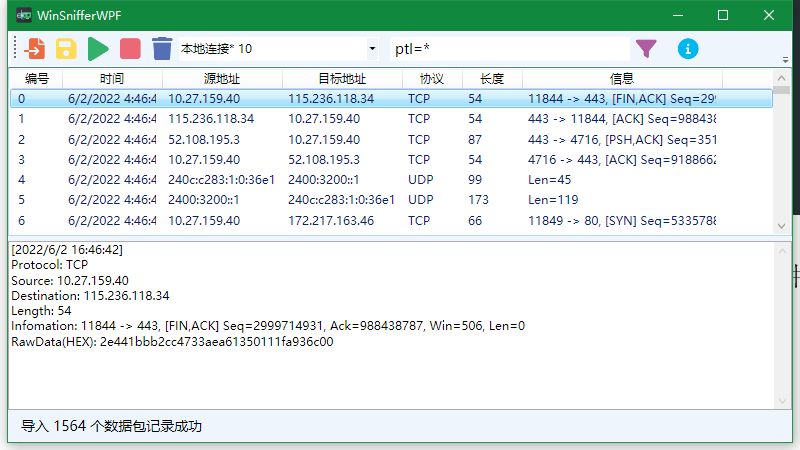 WinSnifferWPF
本地连接* 10 ptl=*
编号 时间 源地址 目标地址 协议 长度 信息
0 6/2/2022 4:46:4 10.27.159.40 115.236.118.34 TCP 54 11844 -> 443, [FIN,ACK] Seq=299
1 6/2/2022 4:46:4 115.236.118.34 10.27.159.40 TCP 54 443 -> 11844, [ACK] Seq=988438
2 6/2/2022 4:46:4 52.108.195.3 10.27.159.40 TCP 87 443 -> 4716, [PSH,ACK] Seq=351
3 6/2/2022 4:46:4 10.27.159.40 52.108.195.3 TCP 54 4716 -> 443, [ACK] Seq=9188662
4 6/2/2022 4:46:4 240c:c283:1:0:36e1 2400:3200::1 UDP 99 Len=45
5 6/2/2022 4:46:4 2400:3200::1 240c:c283:1:0:36e1 UDP 173 Len=119
6 6/2/2022 4:46:4 10.27.159.40 172.217.163.46 TCP 66 11849 -> 80, [SYN] Seq=5335788
[2022/6/2 16:46:42]
Protocol: TCP
Source: 10.27.159.40
Destination: 115.236.118.34
Length: 54
Infomation: 11844 -> 443, [FIN,ACK] Seq=2999714931, Ack=988438787, Win=506, Len=0
RawData(HEX): 2e441bbb2cc4733aea61350111fa936c00
导入 1564 个数据包记录成功